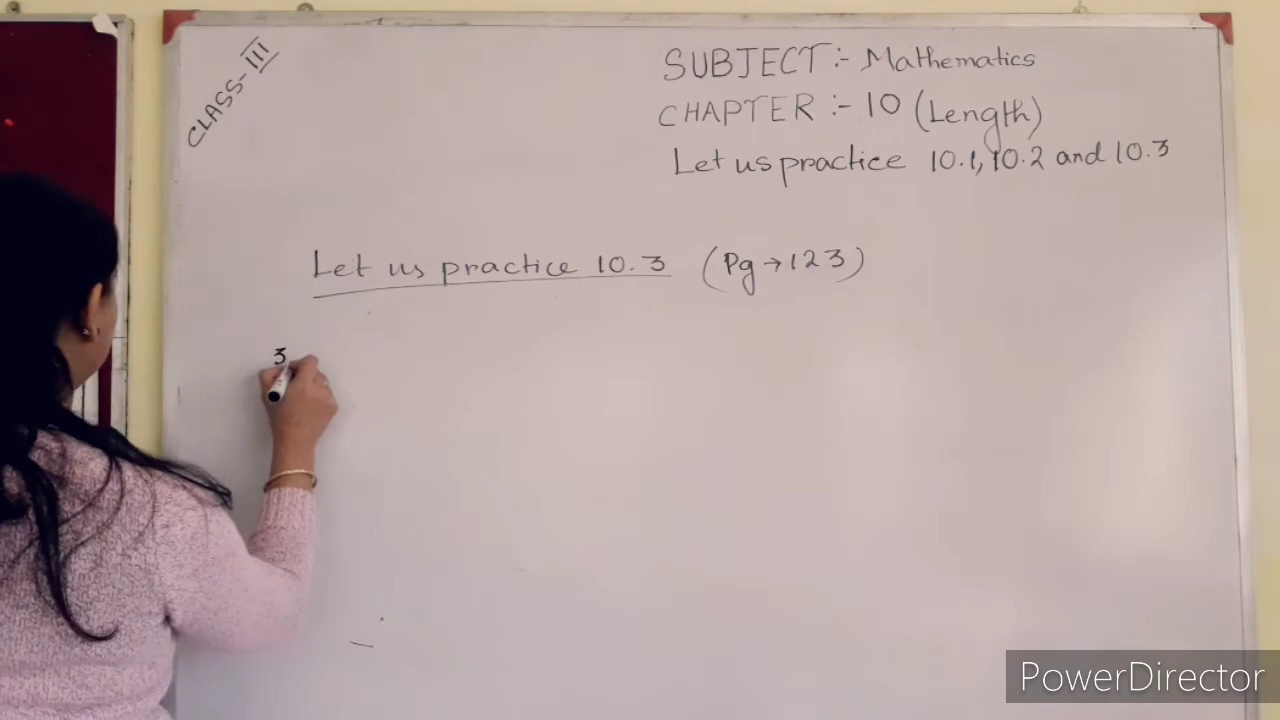 CLASS-III
SUBJECT :- Mathematics
CHAPTER :- 10 (Length)
Let us practice 10.1, 10.2 and 10.3
Let us practice 10.3 (Pg→123)
3
PowerDirector